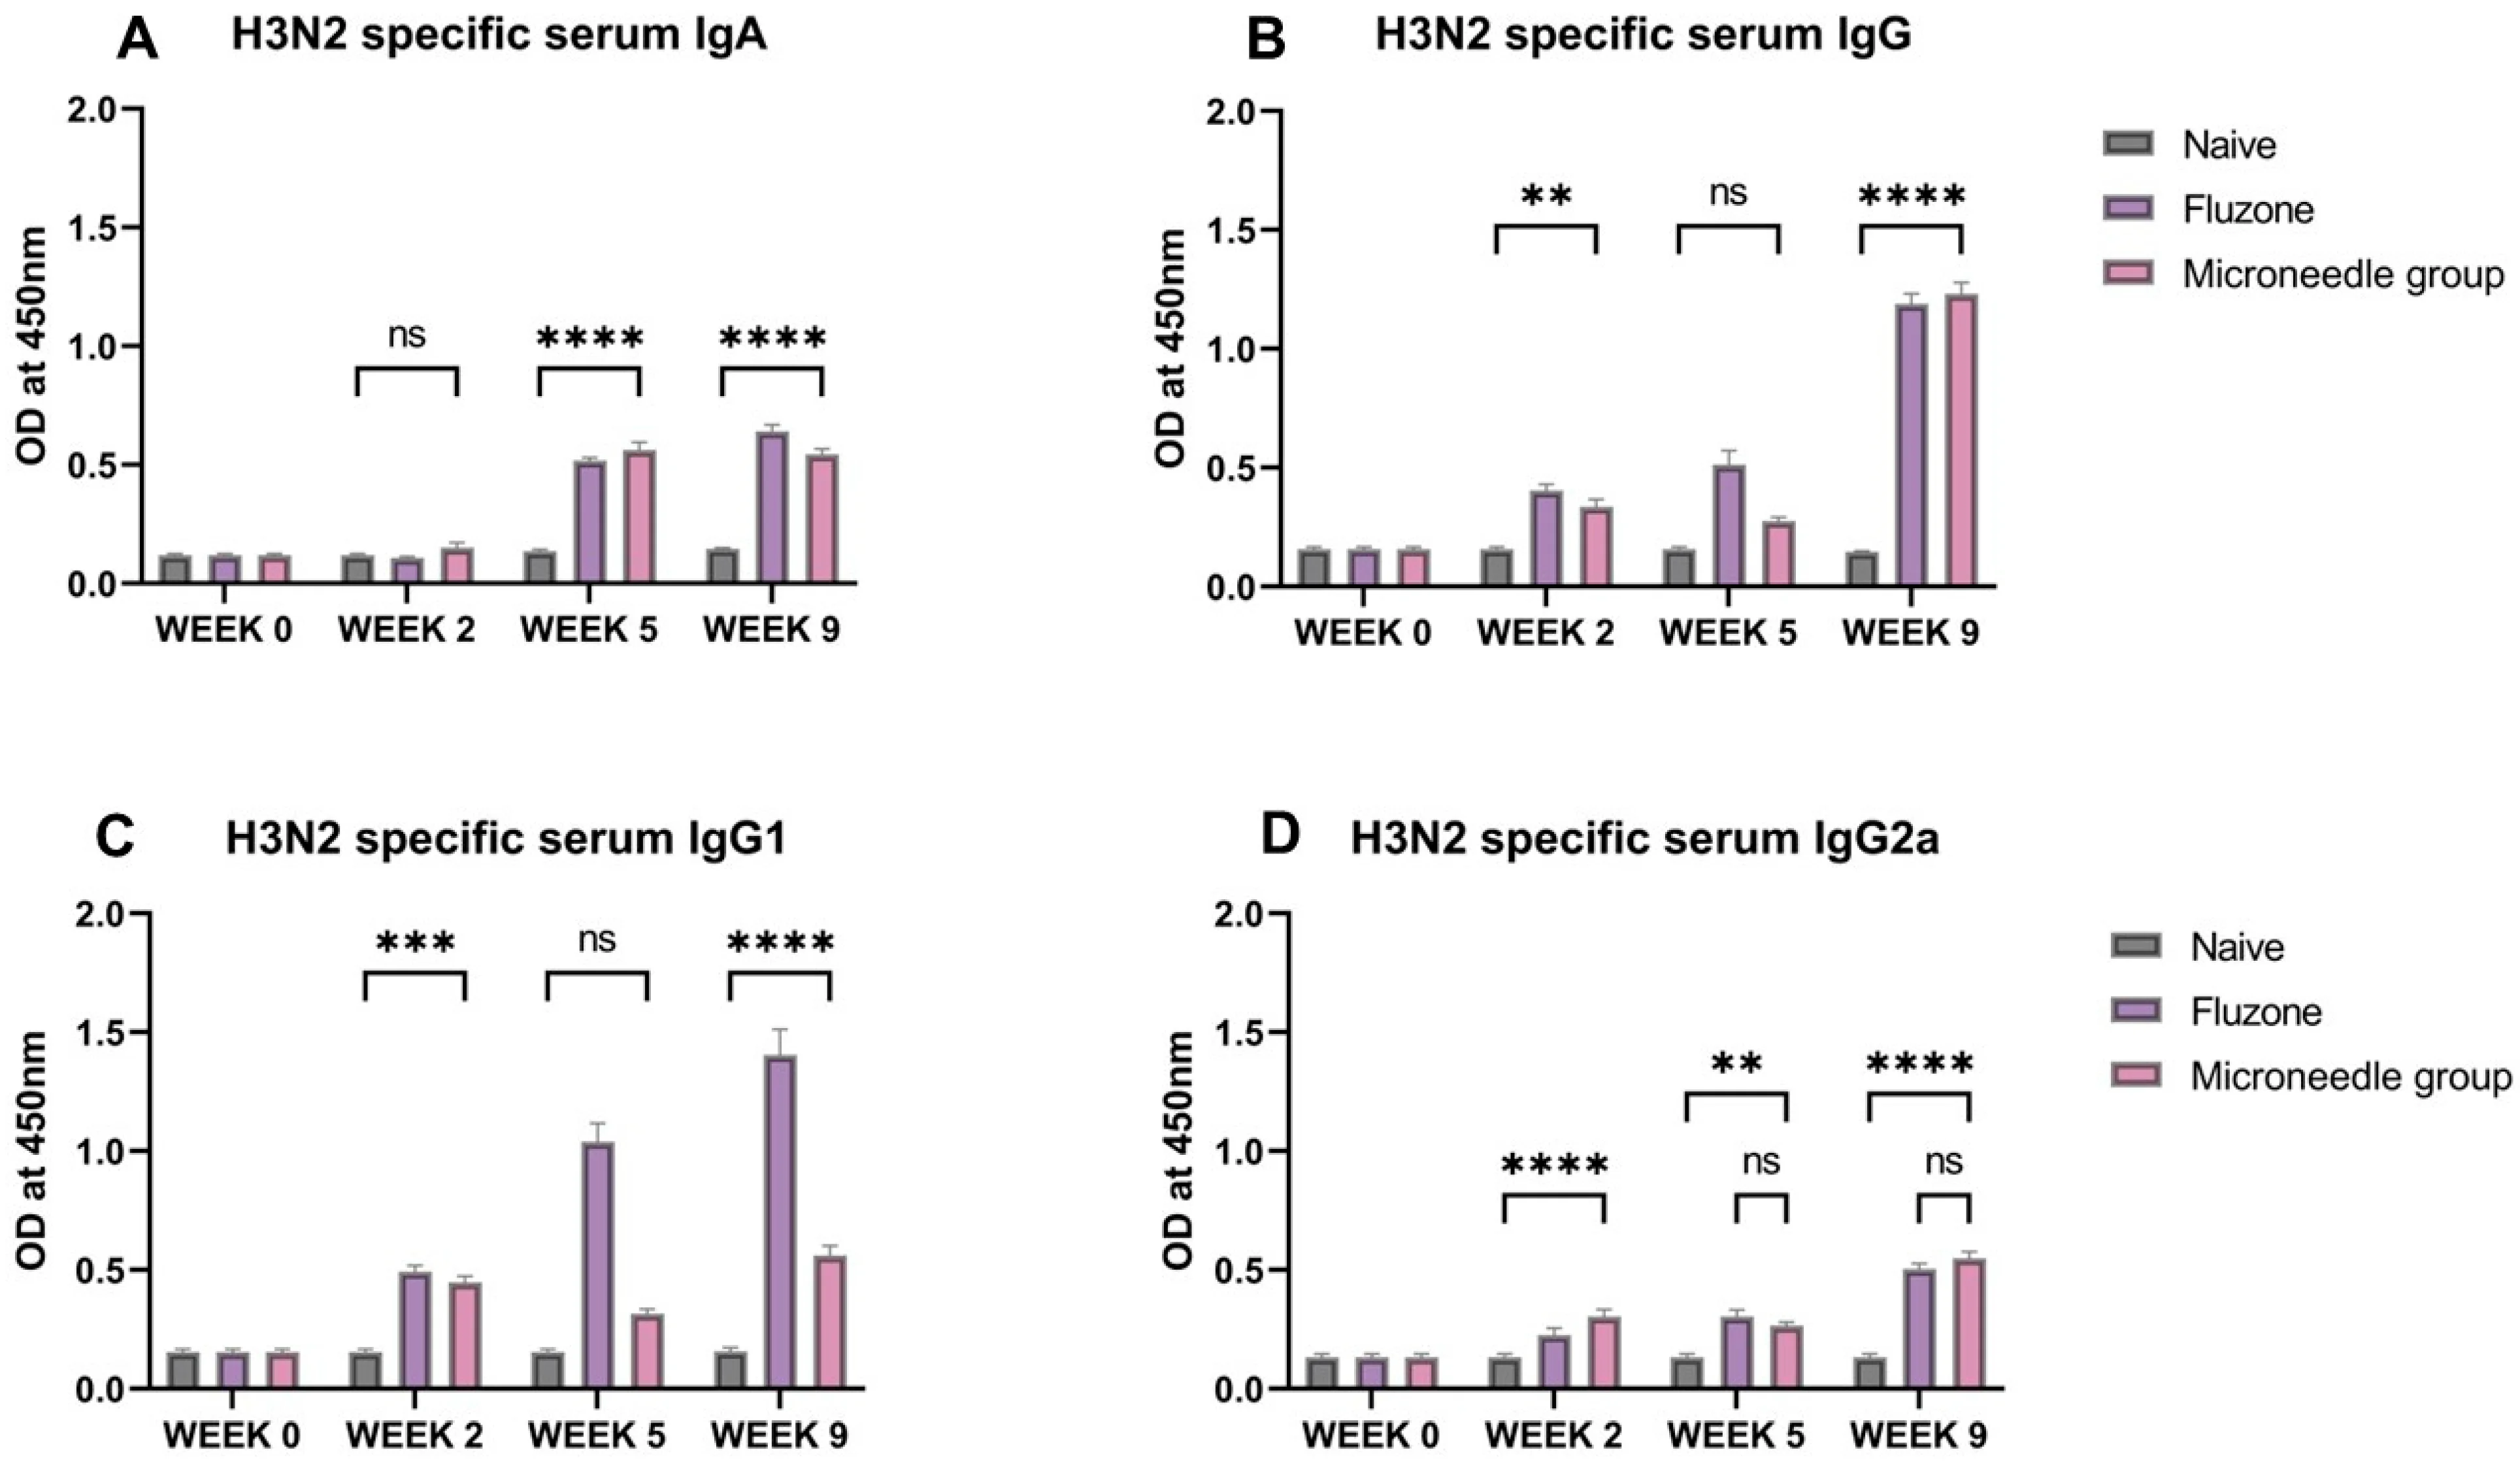 A H3N2 specific serum IgA
OD at 450nm
2.0
1.5
1.0
0.5
0.0
ns **** ****
WEEK 0 WEEK 2 WEEK 5 WEEK 9
B H3N2 specific serum IgG
OD at 450nm
2.0
1.5
1.0
0.5
0.0
** ns ****
WEEK 0 WEEK 2 WEEK 5 WEEK 9
Naive
Fluzone
Microneedle group
C H3N2 specific serum IgG1
OD at 450nm
2.0
1.5
1.0
0.5
0.0
*** ns ****
WEEK 0 WEEK 2 WEEK 5 WEEK 9
D H3N2 specific serum IgG2a
OD at 450nm
2.0
1.5
1.0
0.5
0.0
** ****
**** ns ns
WEEK 0 WEEK 2 WEEK 5 WEEK 9
Naive
Fluzone
Microneedle group